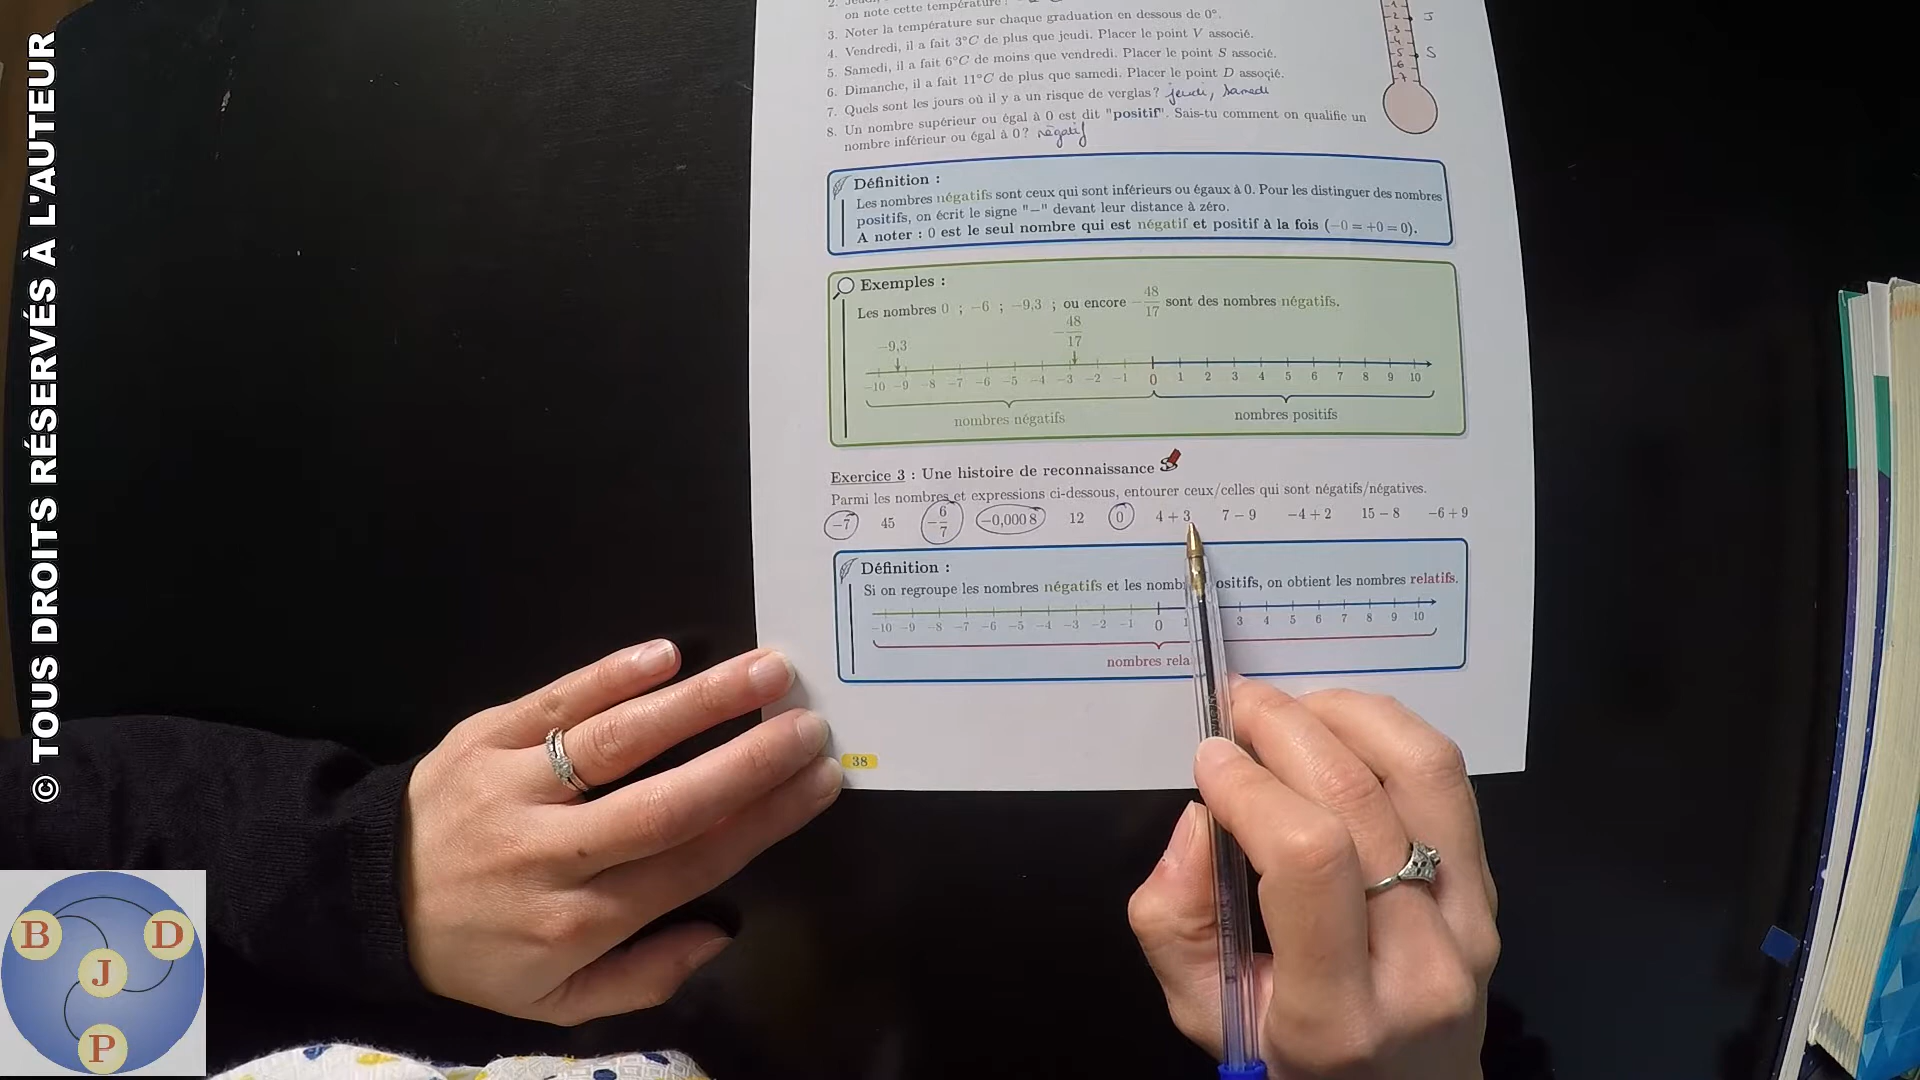 © TOUS DROITS RÉSERVÉS À L'AUTEUR
on note cette température :
3. Noter la température sur chaque graduation en dessous de 0°.
4. Vendredi, il a fait 3°C de plus que jeudi. Placer le point V associé.
5. Samedi, il a fait 6°C de moins que vendredi. Placer le point S associé.
6. Dimanche, il a fait 11°C de plus que samedi. Placer le point D associé.
7. Quels sont les jours où il y a un risque de verglas ? jeudi, samedi
8. Un nombre supérieur ou égal à 0 est dit "positif". Sais-tu comment on qualifie un
nombre inférieur ou égal à 0 ? négatif
-2 J
-3
-4
-5 S
-6
-7
Définition :
Les nombres négatifs sont ceux qui sont inférieurs ou égaux à 0. Pour les distinguer des nombres
positifs, on écrit le signe "−" devant leur distance à zéro.
A noter : 0 est le seul nombre qui est négatif et positif à la fois (−0 = +0 = 0).
Exemples :
Les nombres 0 ; −6 ; −9,3 ; ou encore −48/17 sont des nombres négatifs.
−9,3 −48/17
−10 −9 −8 −7 −6 −5 −4 −3 −2 −1 0 1 2 3 4 5 6 7 8 9 10
nombres négatifs nombres positifs
Exercice 3 : Une histoire de reconnaissance
Parmi les nombres et expressions ci-dessous, entourer ceux/celles qui sont négatifs/négatives.
−7 45 −6/7 −0,000 8 12 0 4 + 3 7 − 9 −4 + 2 15 − 8 −6 + 9
Définition :
Si on regroupe les nombres négatifs et les nomb ositifs, on obtient les nombres relatifs.
−10 −9 −8 −7 −6 −5 −4 −3 −2 −1 0 1 3 4 5 6 7 8 9 10
nombres rela
38
B D
J
P